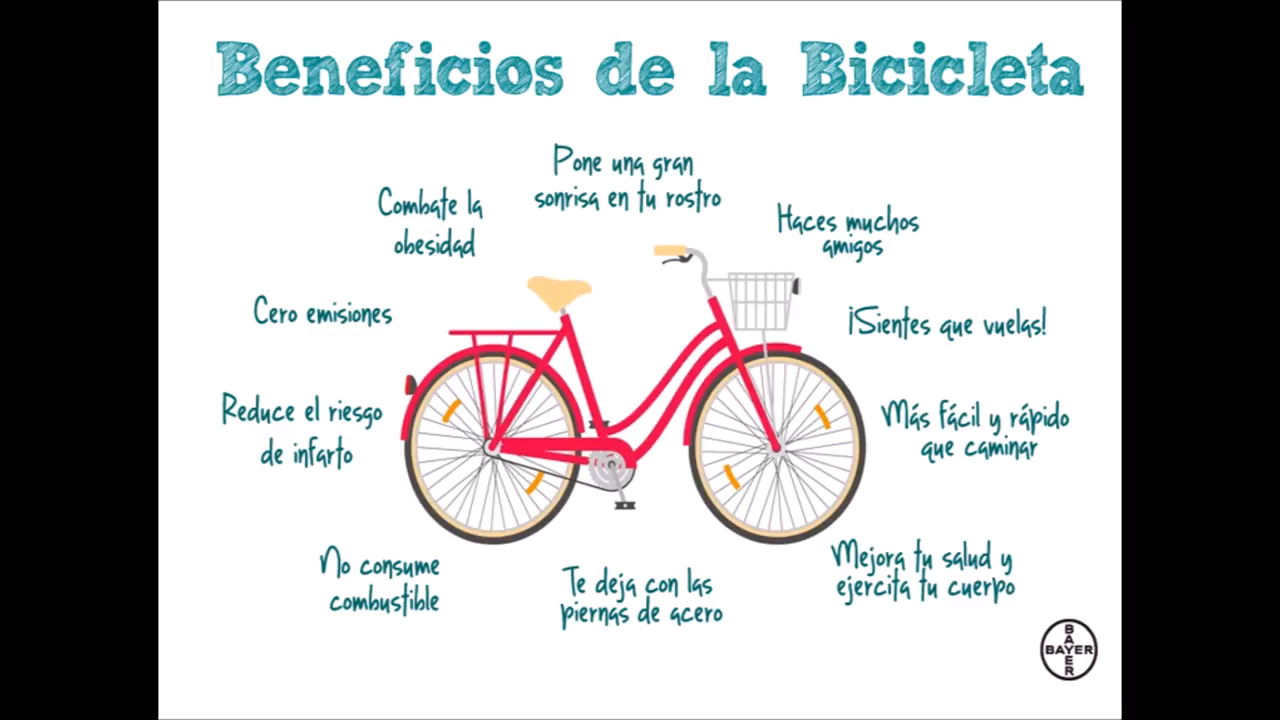 Beneficios de la Bicicleta
Pone una gran
sonrisa en tu rostro
Combate la
obesidad
Haces muchos
amigos
Cero emisiones
¡Sientes que vuelas!
Reduce el riesgo
de infarto
Más fácil y rápido
que caminar
No consume
combustible
Te deja con las
piernas de acero
Mejora tu salud y
ejercita tu cuerpo
BAYER
BAYER